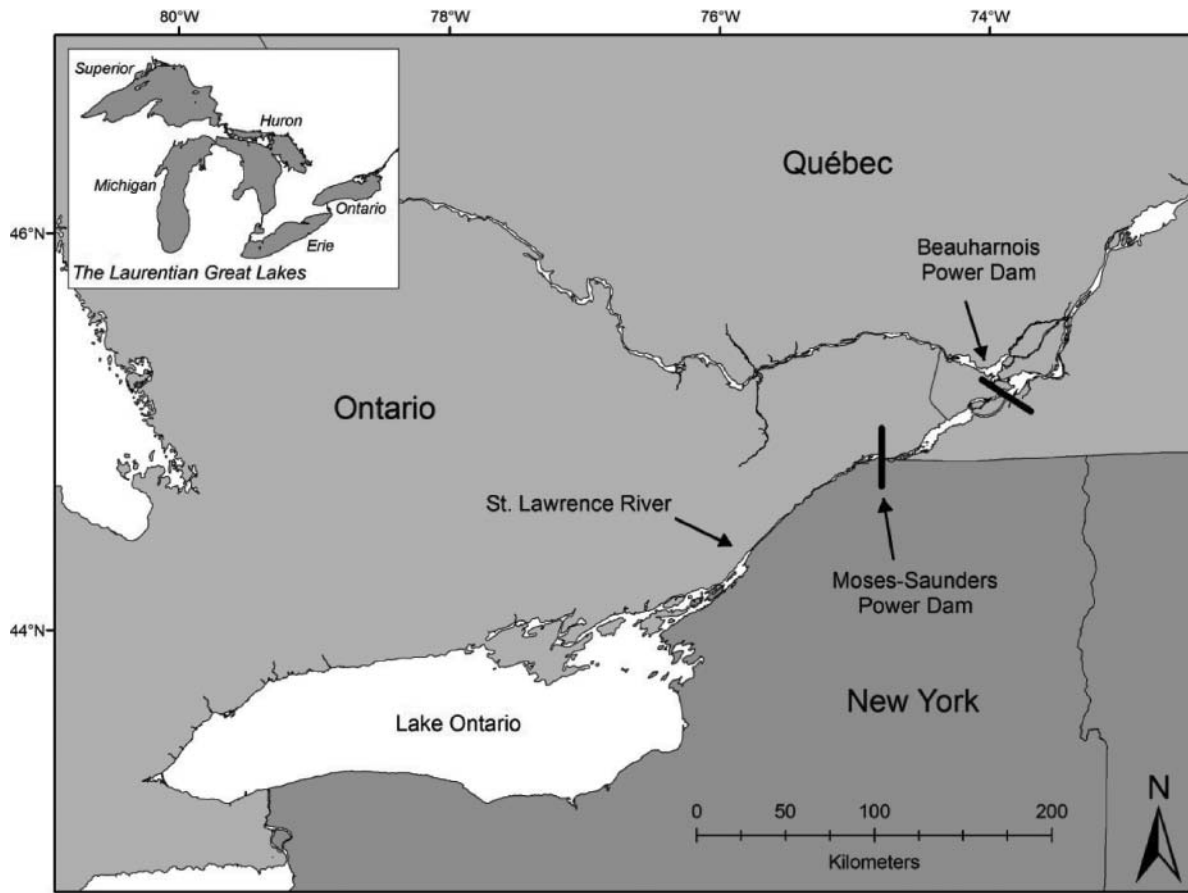 80°W
78°W
76°W
74°W
Superior
Huron
Michigan
Ontario
Erie
The Laurentian Great Lakes
Québec
46°N
Beauharnois
Power Dam
Ontario
St. Lawrence River
Moses-Saunders
Power Dam
44°N
New York
Lake Ontario
N
0
50
100
200
Kilometers